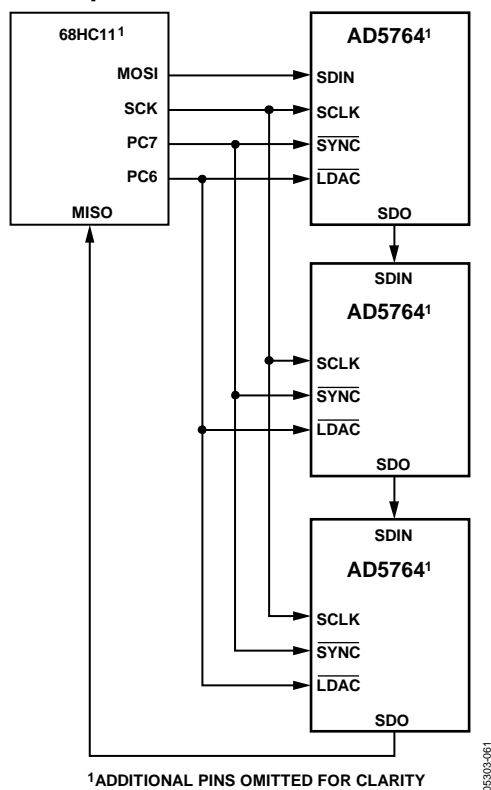 68HC11¹
MOSI
SCK
PC7
PC6
MISO
AD5764¹
SDIN
SCLK
SYNC
LDAC
SDO
SDIN
AD5764¹
SCLK
SYNC
LDAC
SDO
SDIN
AD5764¹
SCLK
SYNC
LDAC
SDO
¹ADDITIONAL PINS OMITTED FOR CLARITY
05303-061